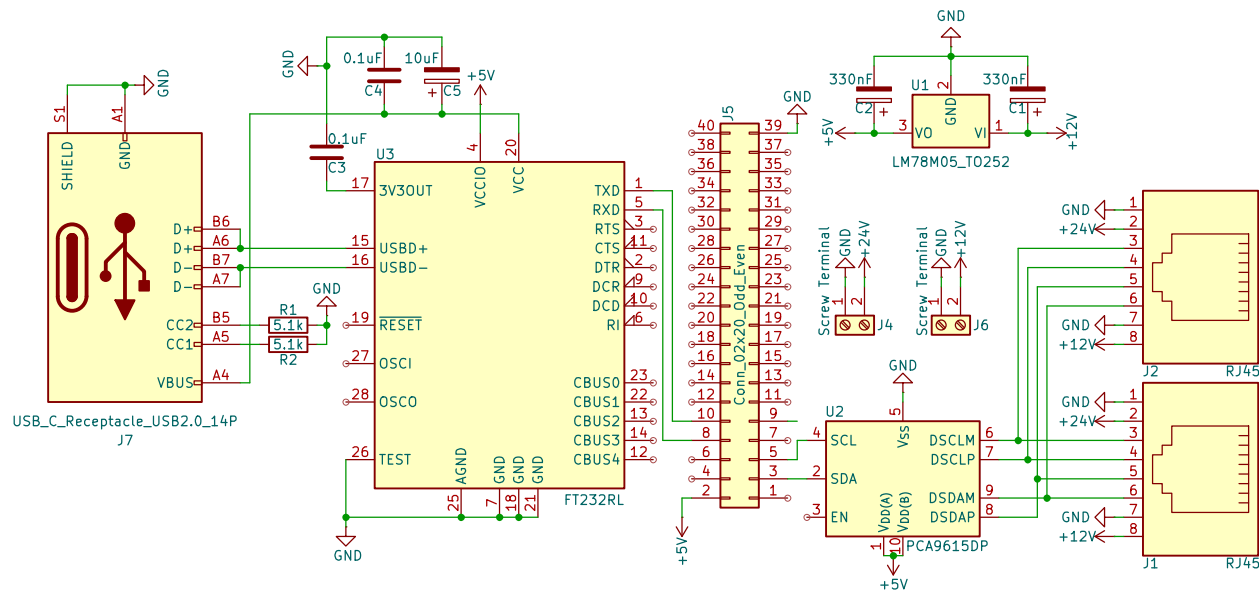 GND
S1
A1
SHIELD
GND
D+
B6
D+
A6
D-
B7
D-
A7
CC2
B5
CC1
A5
VBUS
A4
USB_C_Receptacle_USB2.0_14P
J7
R1
5.1k
5.1k
R2
GND
GND
0.1uF
C4
10uF
+
C5
+5V
0.1uF
C3
U3
4
20
VCCIO
VCC
17
3V3OUT
15
USBD+
16
USBD-
19
RESET
27
OSCI
28
OSCO
26
TEST
AGND
GND
GND
GND
25
7
18
21
FT232RL
GND
TXD
1
RXD
5
RTS
3
CTS
11
DTR
2
DCR
9
DCD
10
RI
6
CBUS0
23
CBUS1
22
CBUS2
13
CBUS3
14
CBUS4
12
J5
GND
40
39
38
37
36
35
34
33
32
31
30
29
28
27
26
25
24
23
22
21
20
19
18
17
16
15
14
13
12
11
10
9
8
7
6
5
4
3
2
1
Conn_02x20_Odd_Even
+5V
GND
330nF
C2
+
U1
2
GND
330nF
C1
+
+5V
3
VO
VI
1
+12V
LM78M05_TO252
Screw Terminal
GND
+24V
1
2
J4
Screw Terminal
GND
+12V
1
2
J6
GND
U2
5
Vss
4
SCL
2
SDA
3
EN
DSCLM
6
DSCLP
7
DSDAM
9
DSDAP
8
VDD(A)
VDD(B)
1
10
PCA9615DP
+5V
GND
1
+24V
2
3
4
5
6
GND
7
+12V
8
J2
RJ45
GND
1
+24V
2
3
4
5
6
GND
7
+12V
8
J1
RJ45